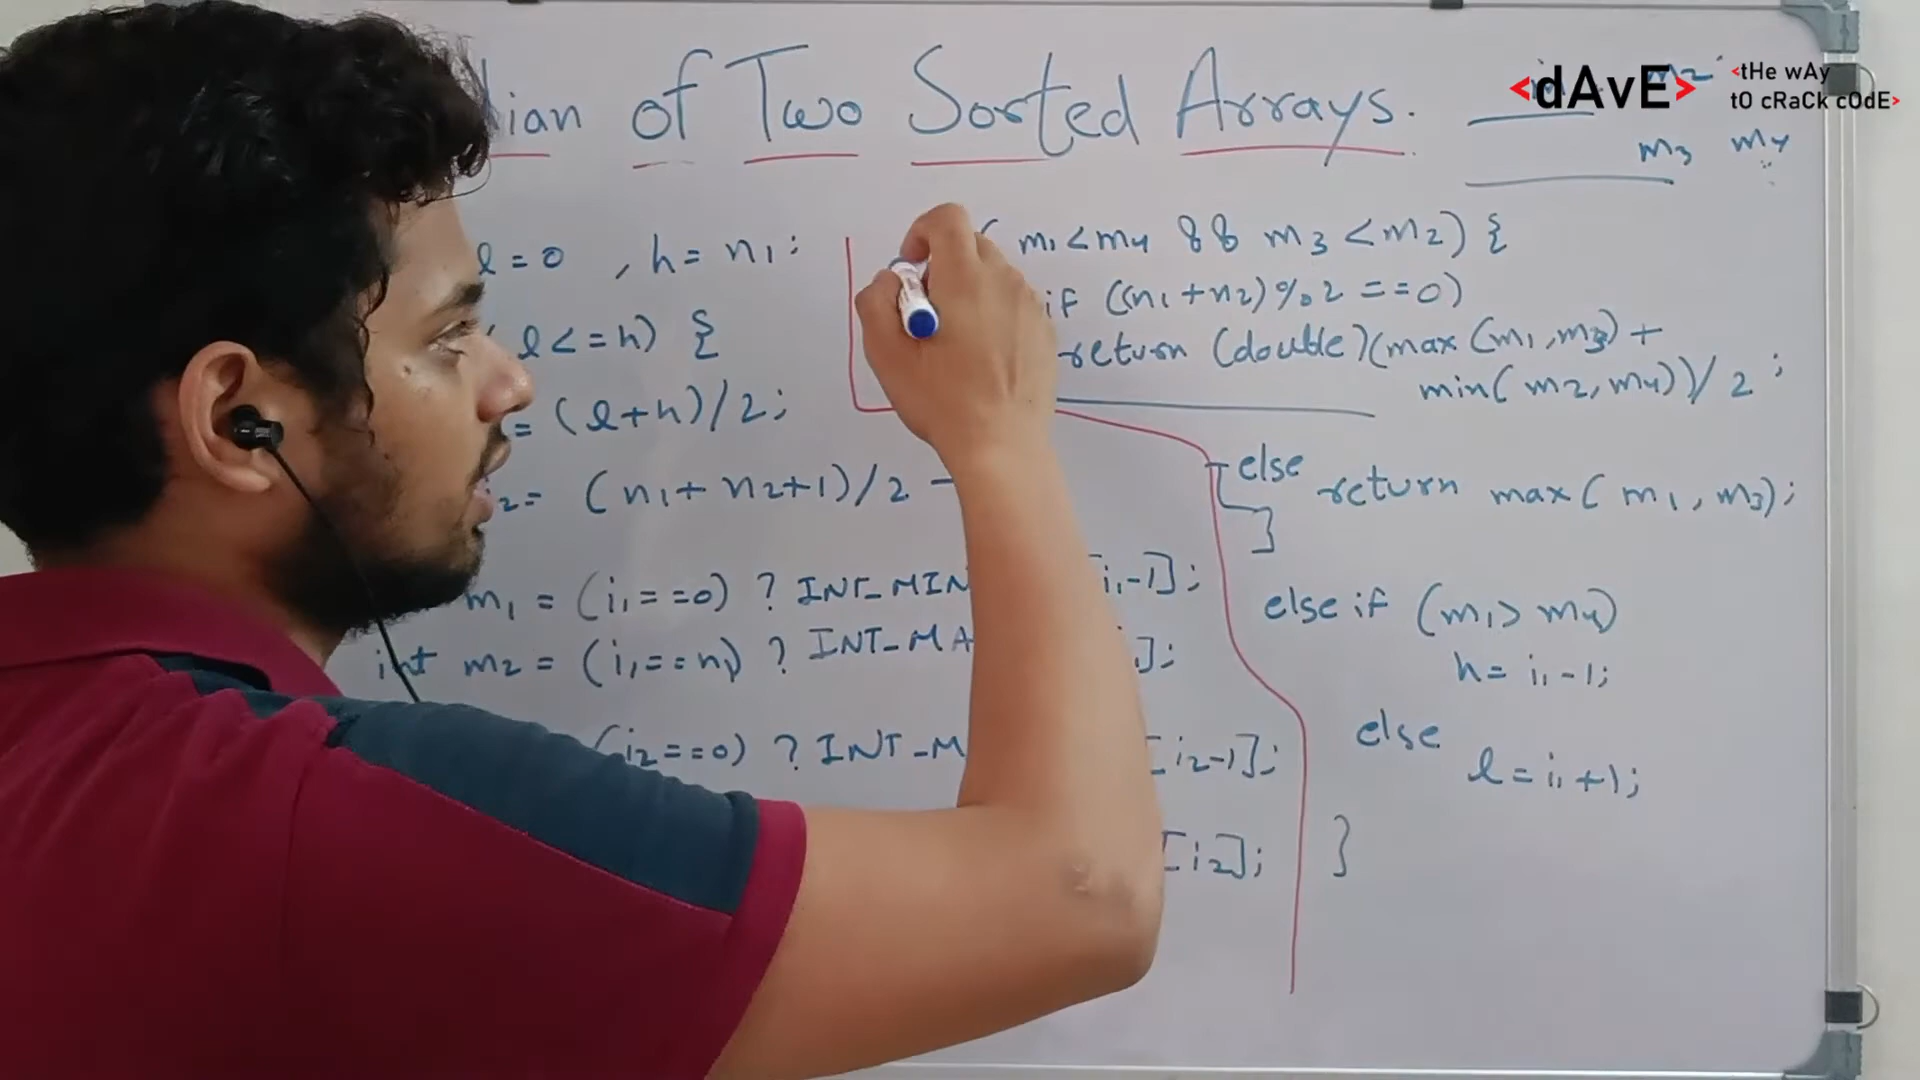 of Two Sorted Arrays.
<dAvE> <tHe wAy
tO cRaCk cOdE>
m2
m3 m4
l = 0 , h = n1;
l <= h) {
= (l+h)/2;
(n1 + n2+1)/2 -
m1 = (i1 == 0) ? INT_MIN [i1-1];
int m2 = (i1 == n1) ? INT_MA ];
(i2 == 0) ? INT_M [i2-1];
[i2];
( m1 < m4 && m3 < m2) {
if ((n1 + n2) % 2 == 0)
return (double)(max(m1, m3) +
min(m2, m4))/2 ;
else
return max(m1, m3);
}
else if (m1 > m4)
h = i1 - 1;
else
l = i1 + 1;
}